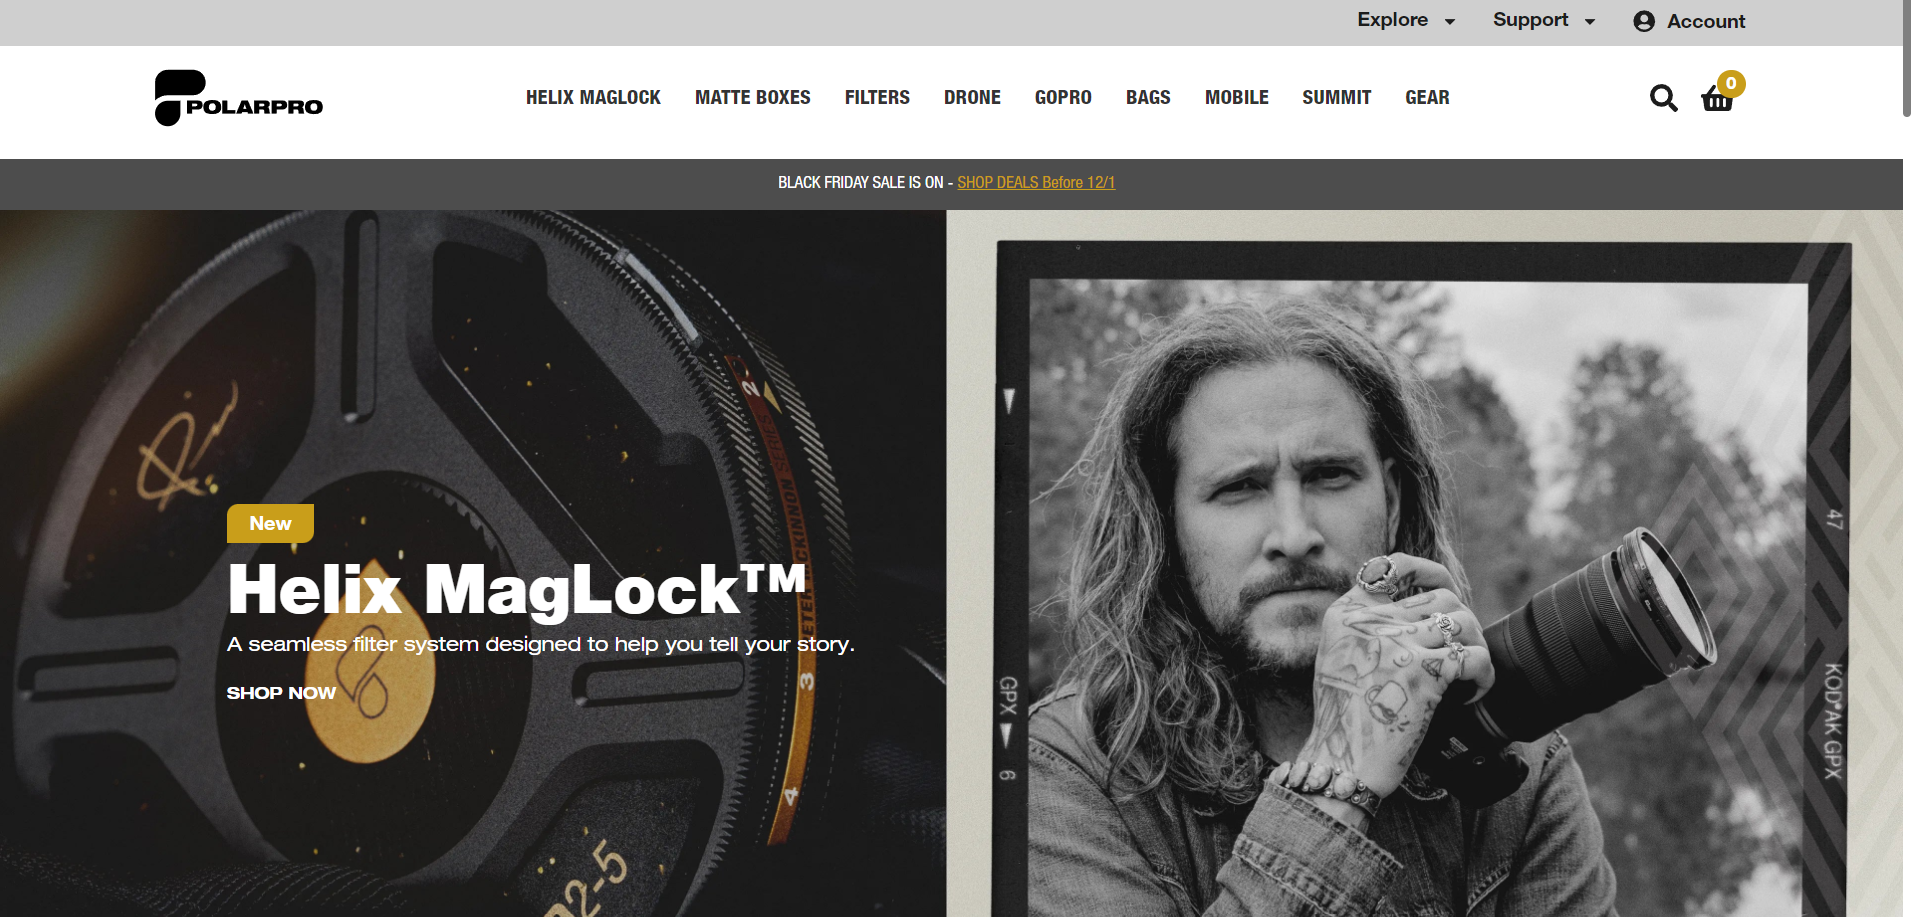 Explore
Support
Account
POLARPRO
HELIX MAGLOCK
MATTE BOXES
FILTERS
DRONE
GOPRO
BAGS
MOBILE
SUMMIT
GEAR
0
BLACK FRIDAY SALE IS ON - SHOP DEALS Before 12/1
2
SERIES
New
Helix MagLock™
A seamless filter system designed to help you tell your story.
SHOP NOW
3
4
2-5
47
GPX
6
KODAK GPX